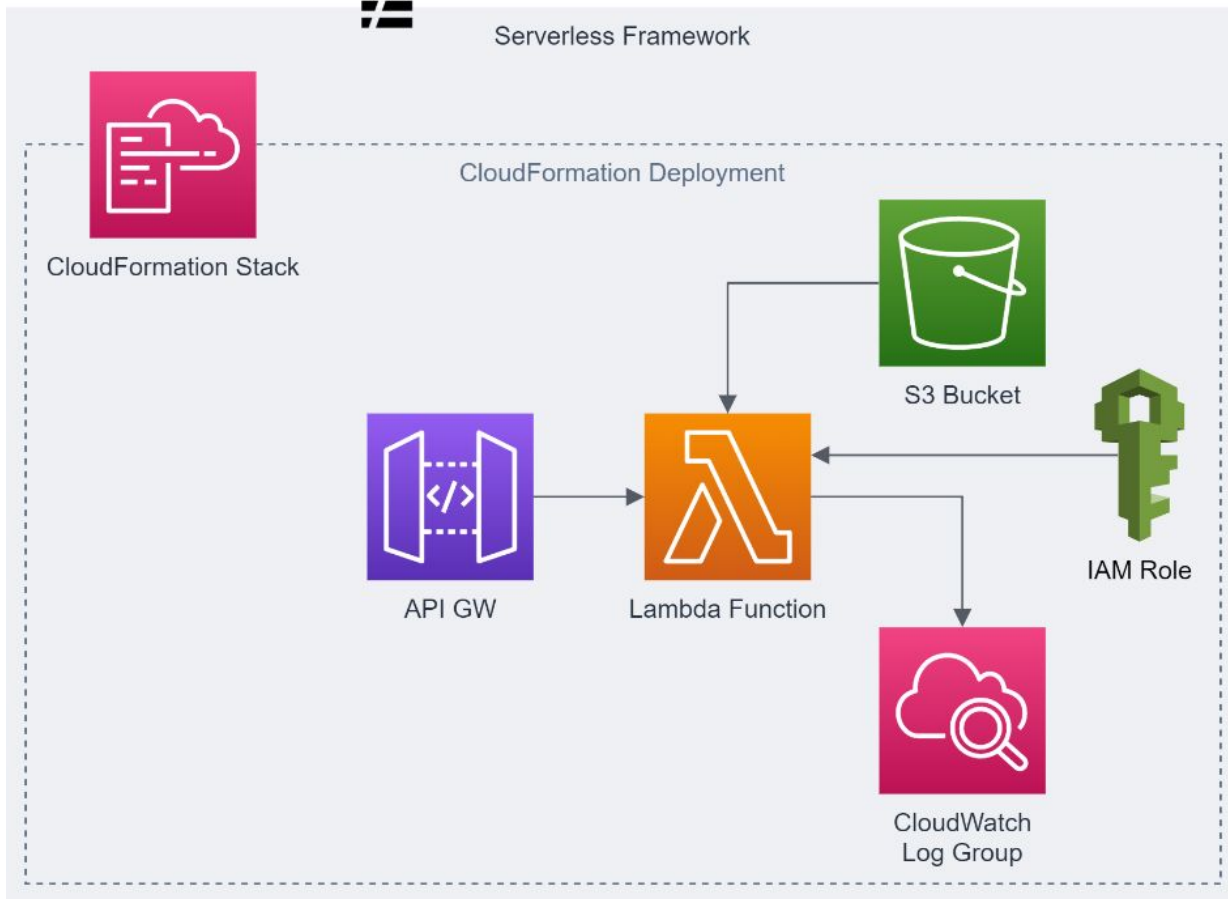 Serverless Framework
CloudFormation Deployment
CloudFormation Stack
S3 Bucket
</>
API GW
Lambda Function
IAM Role
CloudWatch
Log Group